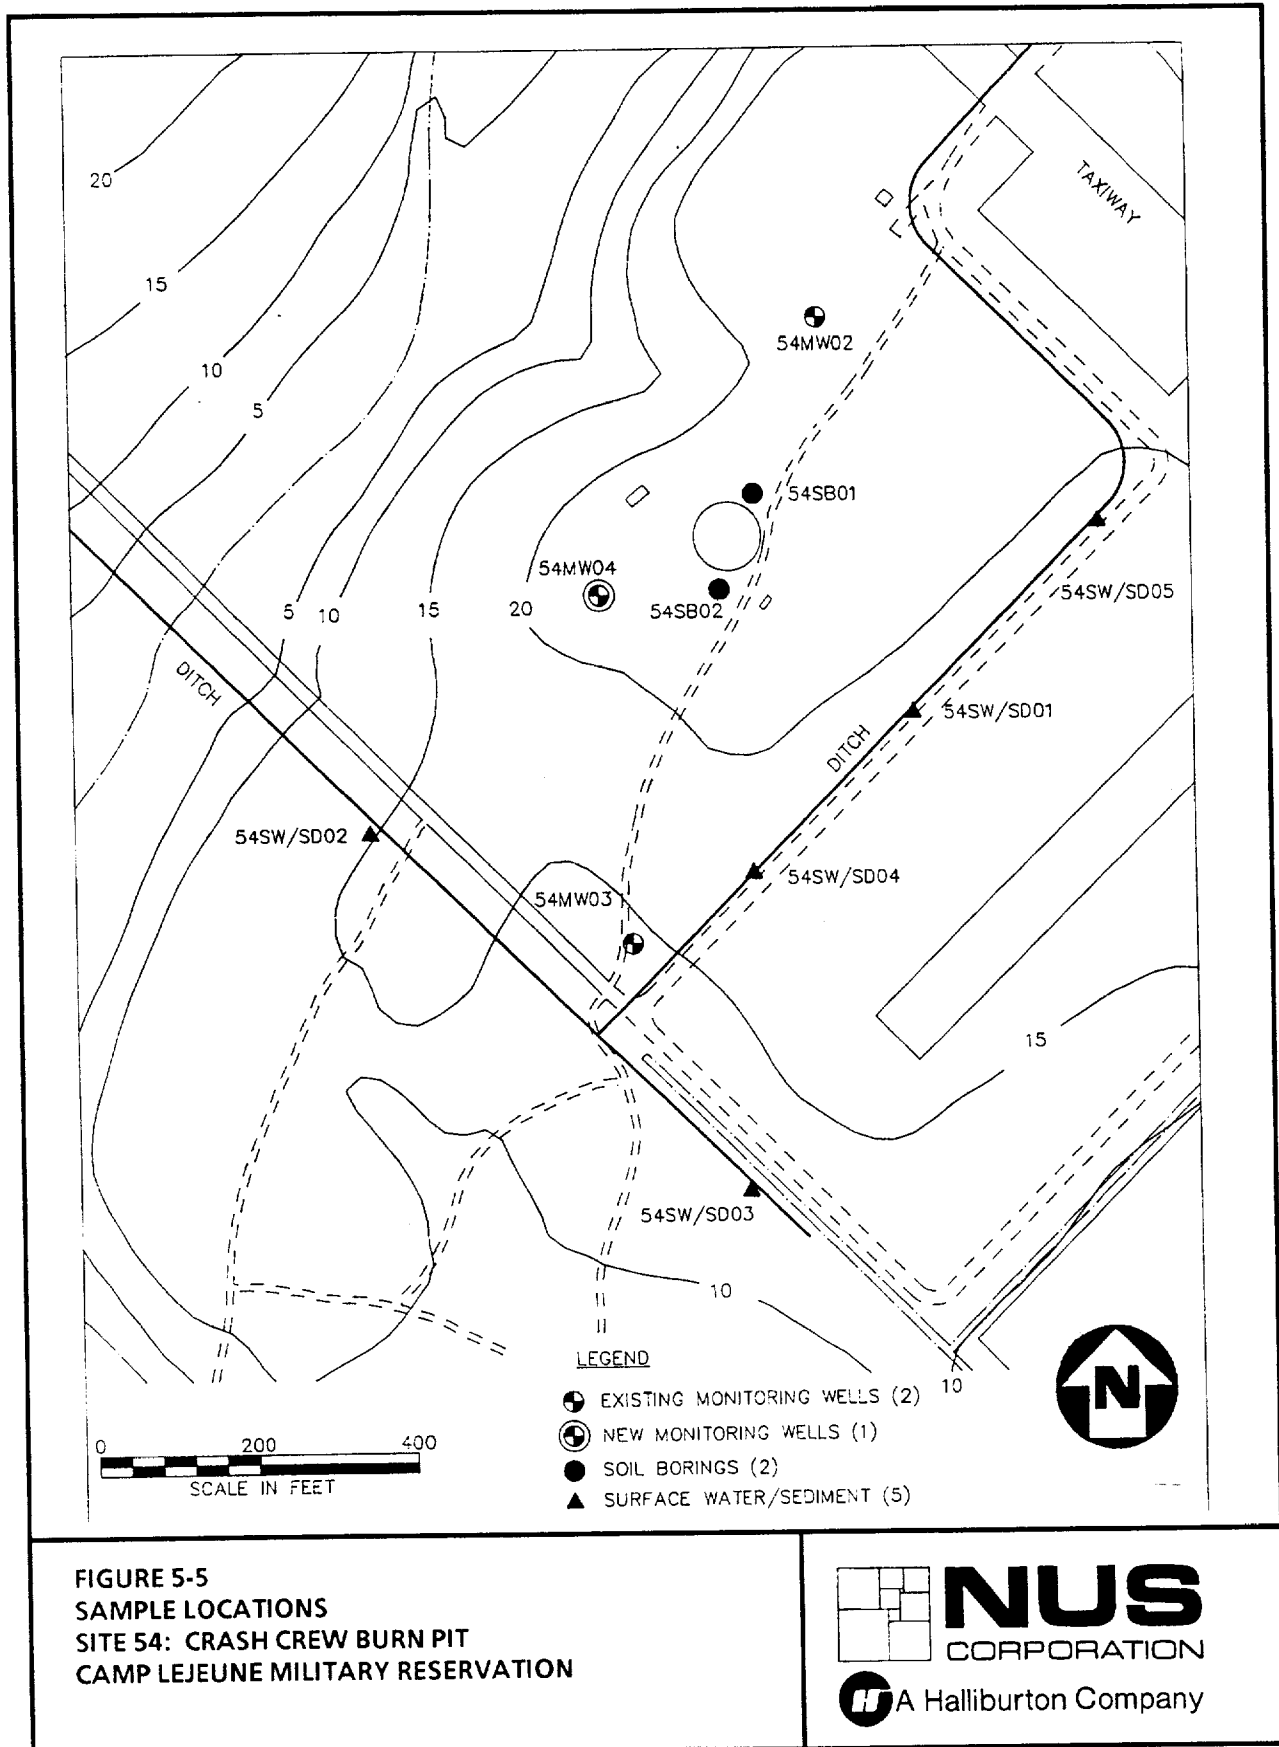 20
TAXIWAY
15
54MW02
10
5
54SB01
54MW04
54SW/SD05
5
10
15
20
54SB02
DITCH
54SW/SD01
DITCH
54SW/SD02
54SW/SD04
54MW03
15
54SW/SD03
10
LEGEND
10
N
EXISTING MONITORING WELLS (2)
NEW MONITORING WELLS (1)
SOIL BORINGS (2)
SURFACE WATER/SEDIMENT (5)
0 200 400
SCALE IN FEET
FIGURE 5-5
SAMPLE LOCATIONS
SITE 54: CRASH CREW BURN PIT
CAMP LEJEUNE MILITARY RESERVATION
NUS
CORPORATION
H A Halliburton Company